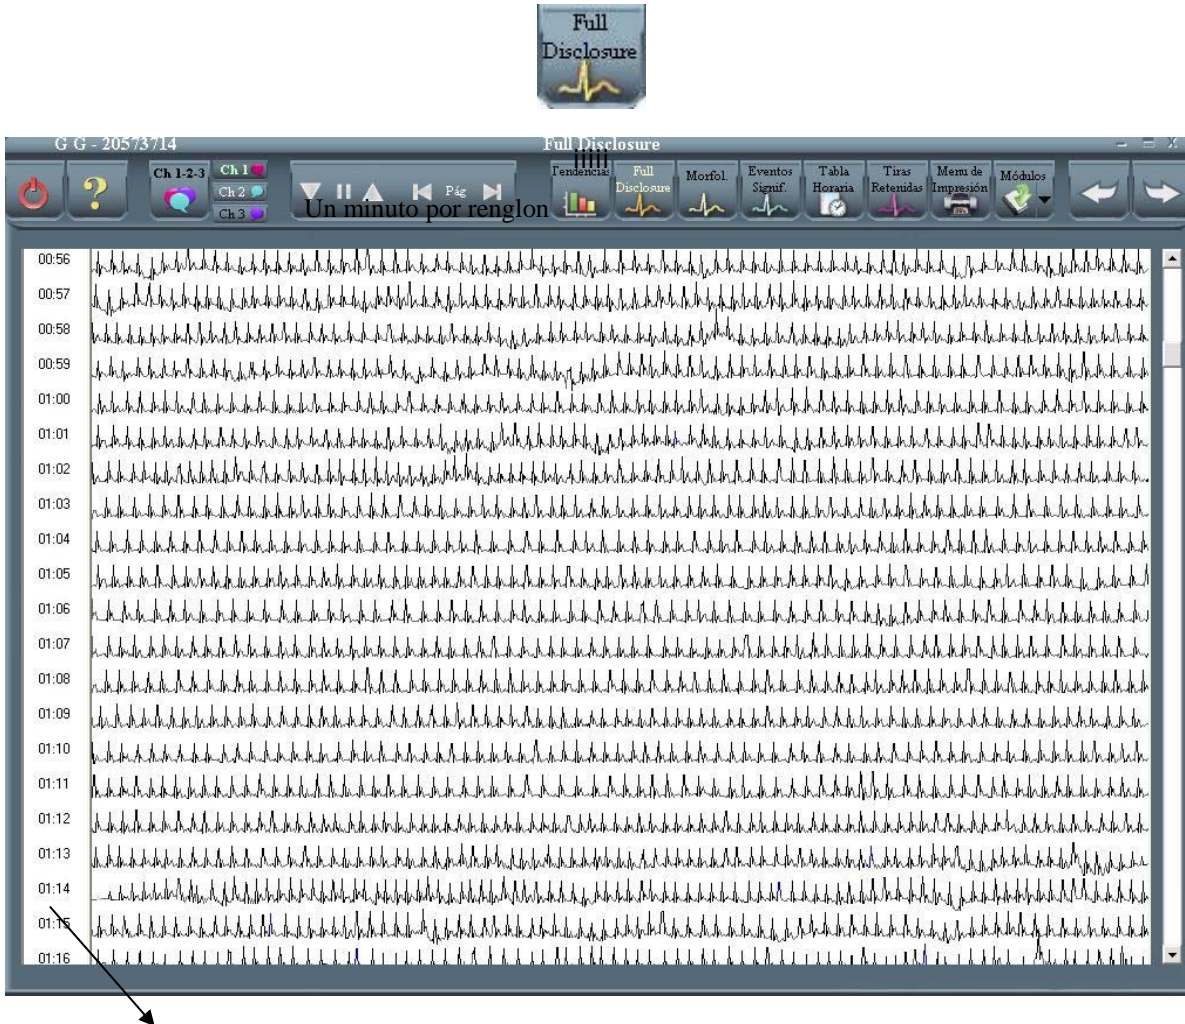 Full
Disclosure
G G - 20573714
Full Disclosure
jjjjj
Ch 1-2-3
Ch 1
Ch 2
Ch 3
Pág
Un minuto por renglon
Tendencias
Full
Disclosure
Morfol.
Eventos
Signif.
Tabla
Horaria
Tiras
Retenidas
Menu de
Impresión
Módulos
00:56
00:57
00:58
00:59
01:00
01:01
01:02
01:03
01:04
01:05
01:06
01:07
01:08
01:09
01:10
01:11
01:12
01:13
01:14
01:15
01:16